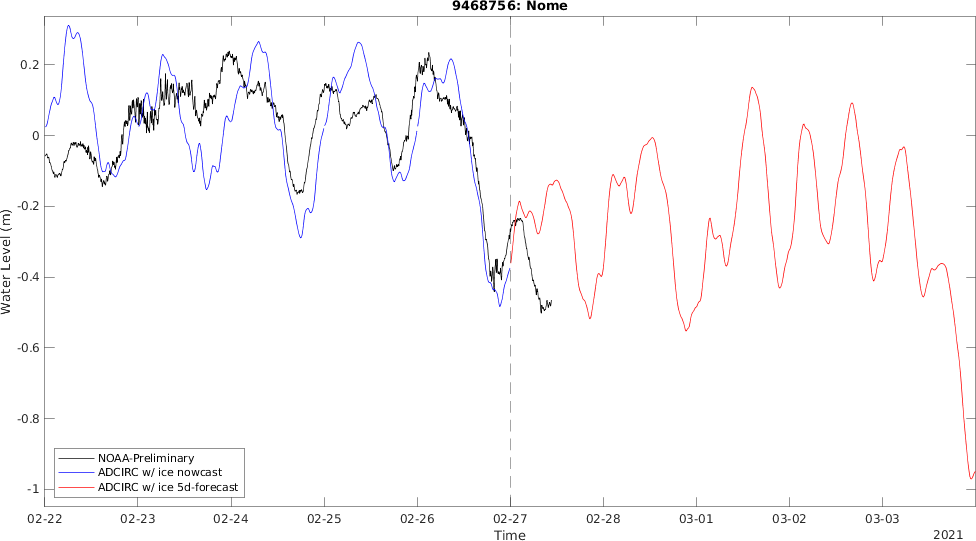 9468756: Nome
0.2
0
-0.2
-0.4
-0.6
-0.8
-1
Water Level (m)
NOAA-Preliminary
ADCIRC w/ ice nowcast
ADCIRC w/ ice 5d-forecast
02-22 02-23 02-24 02-25 02-26 02-27 02-28 03-01 03-02 03-03
Time
2021